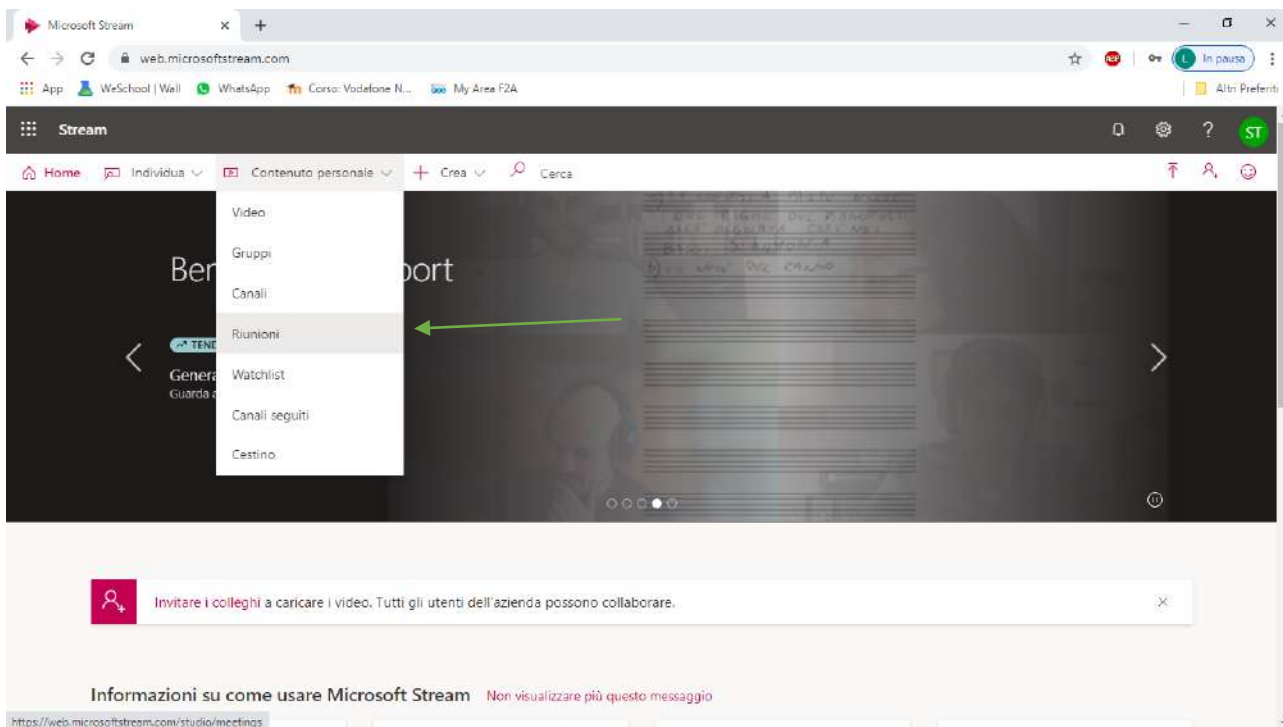 Microsoft Stream
web.microsoftstream.com
ABP
L In pausa
App WeSchool | Wall WhatsApp Corso: Vodafone N... My Area F2A Altri Preferiti
Stream ? ST
Home Individua Contenuto personale Crea Cerca
Video
Gruppi
Canali
Riunioni
Watchlist
Canali seguiti
Cestino
Ber port
TEND
Genera
Guarda a
Invitare i colleghi a caricare i video. Tutti gli utenti dell'azienda possono collaborare.
Informazioni su come usare Microsoft Stream Non visualizzare più questo messaggio
https://web.microsoftstream.com/studio/meetings